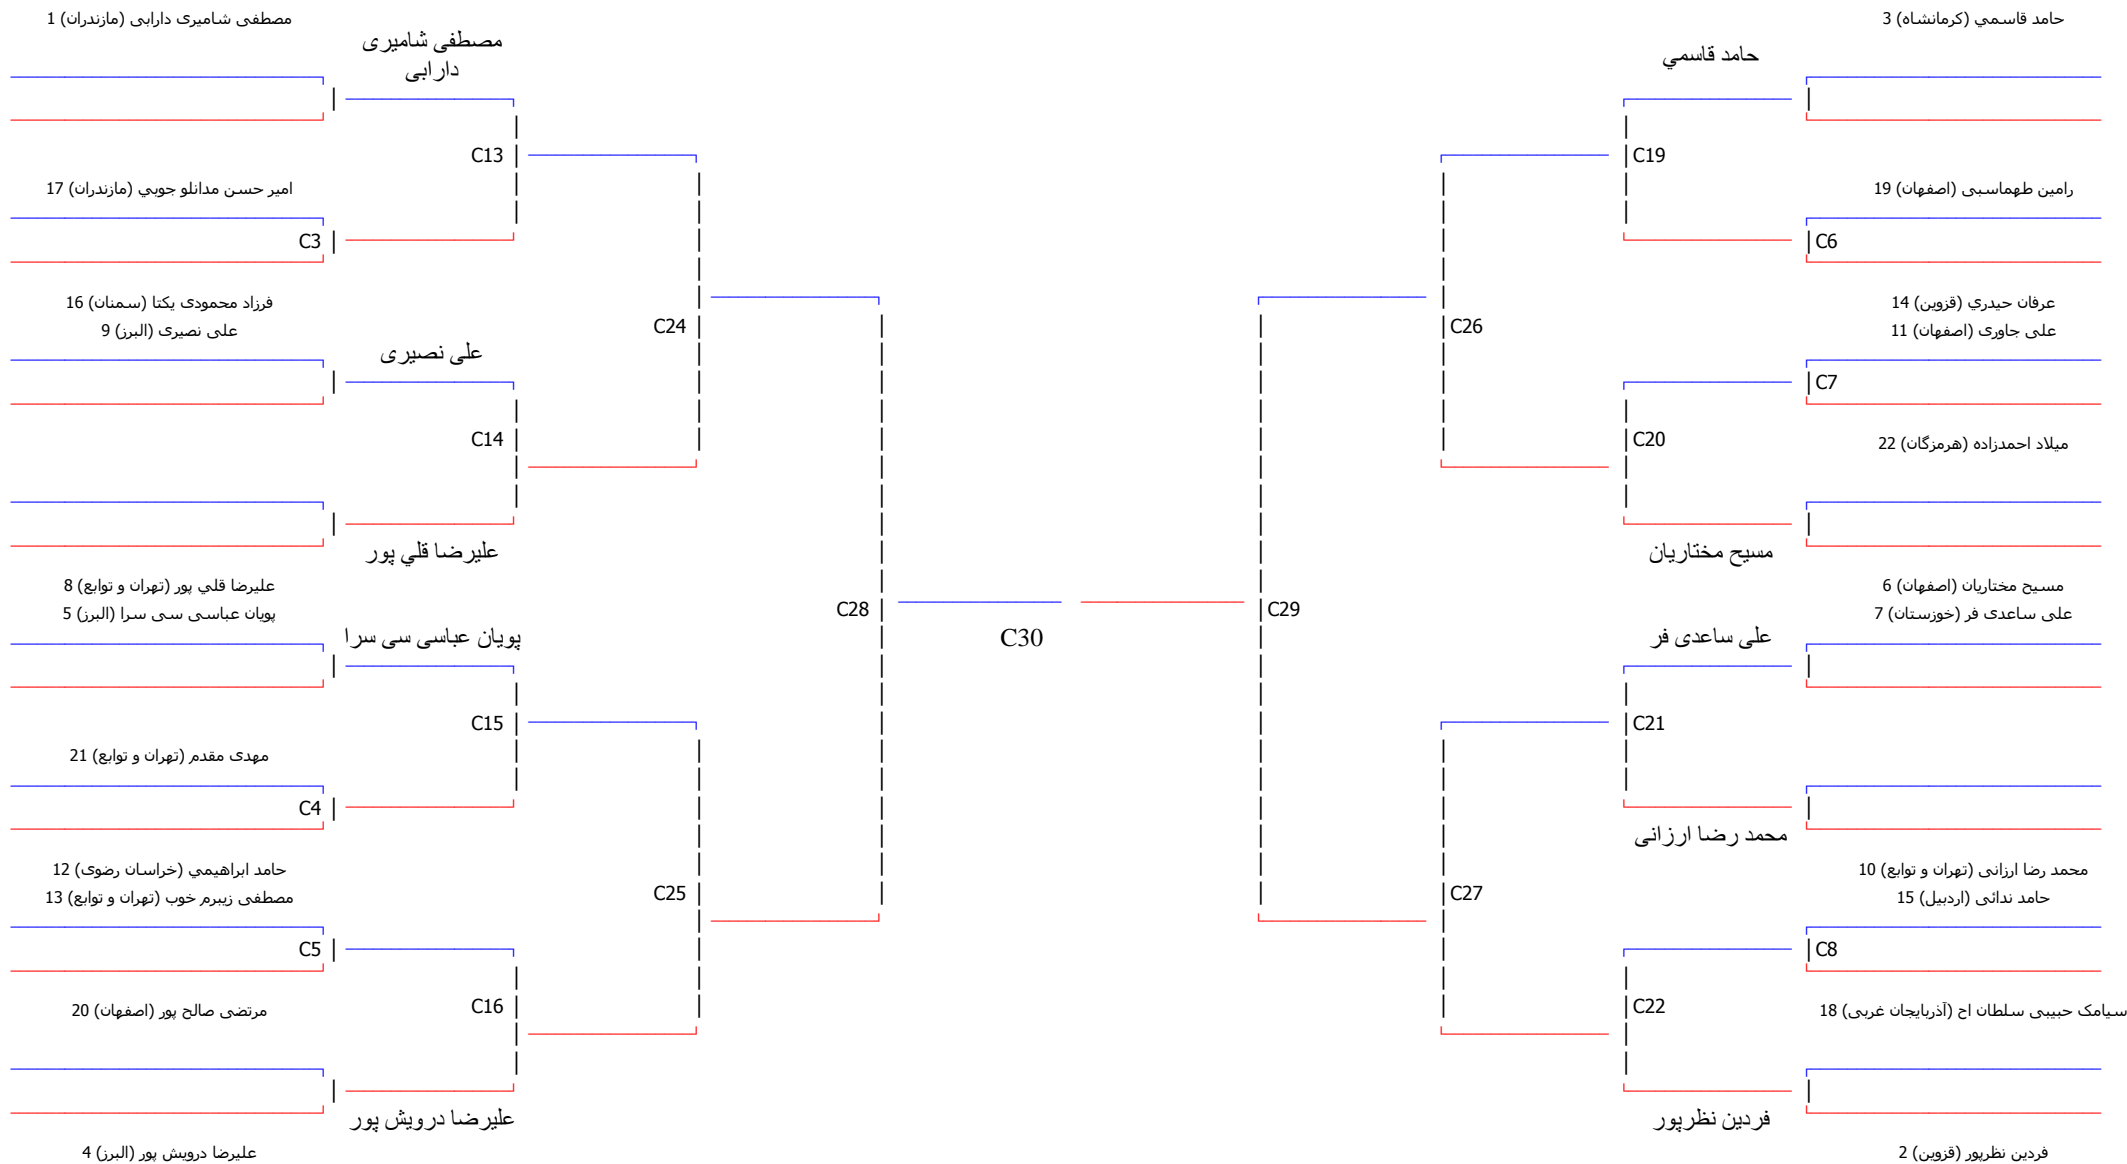 مصطفی شامیری دارابی (مازندران) 1
مصطفی شامیری
دارابی
C13
امیر حسن مدانلو جویي (مازندران) 17
C3
فرزاد محمودی یکتا (سمنان) 16
علی نصیری (البرز) 9
علی نصیری
C24
C14
علیرضا قلي پور
علیرضا قلي پور (تهران و توابع) 8
پویان عباسی سی سرا (البرز) 5
پویان عباسی سی سرا
C28
C15
مهدی مقدم (تهران و توابع) 21
C4
حامد ابراهیمي (خراسان رضوی) 12
مصطفی زیبرم خوب (تهران و توابع) 13
C25
C5
C16
مرتضی صالح پور (اصفهان) 20
علیرضا درویش پور
علیرضا درویش پور (البرز) 4
C30
حامد قاسمي (کرمانشاه) 3
حامد قاسمي
C19
رامین طهماسبی (اصفهان) 19
C6
عرفان حیدري (قزوین) 14
علی جاوری (اصفهان) 11
C26
C7
C20
میلاد احمدزاده (هرمزگان) 22
مسیح مختاریان
مسیح مختاریان (اصفهان) 6
علی ساعدی فر (خوزستان) 7
علی ساعدی فر
C29
C21
محمد رضا ارزانی
محمد رضا ارزانی (تهران و توابع) 10
حامد ندائی (اردبیل) 15
C27
C8
C22
سیامک حبیبی سلطان اح (آذربایجان غربی) 18
فردین نظرپور
فردین نظرپور (قزوین) 2